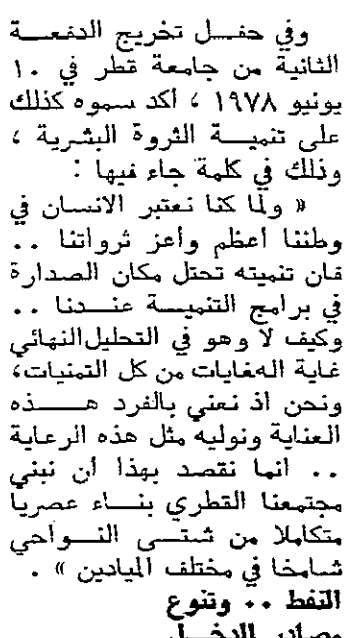 وفي حفل تخريج الدفعة
الثانية من جامعة قطر في ١٠
يونيو ١٩٧٨ ، أكد سموه كذلك
على تنمية الثروة البشرية ،
وذلك في كلمة جاء فيها :
« ولما كنا نعتبر الانسان في
وطننا أعظم وأعز ثرواتنا ..
فان تنميته تحتل مكان الصدارة
في برامج التنمية عندنا ..
وكيف لا وهو في التحليل النهائي
غاية الغايات من كل التمنيات،
ونحن اذ نعني بالفرد هذه
العناية ونوليه مثل هذه الرعاية
.. انما نقصد بهذا أن نبني
مجتمعنا القطري بناء عصريا
متكاملا من شتى النواحي
شامخا في مختلف الميادين » .
النفط .. وتنوع
مصادر الدخل